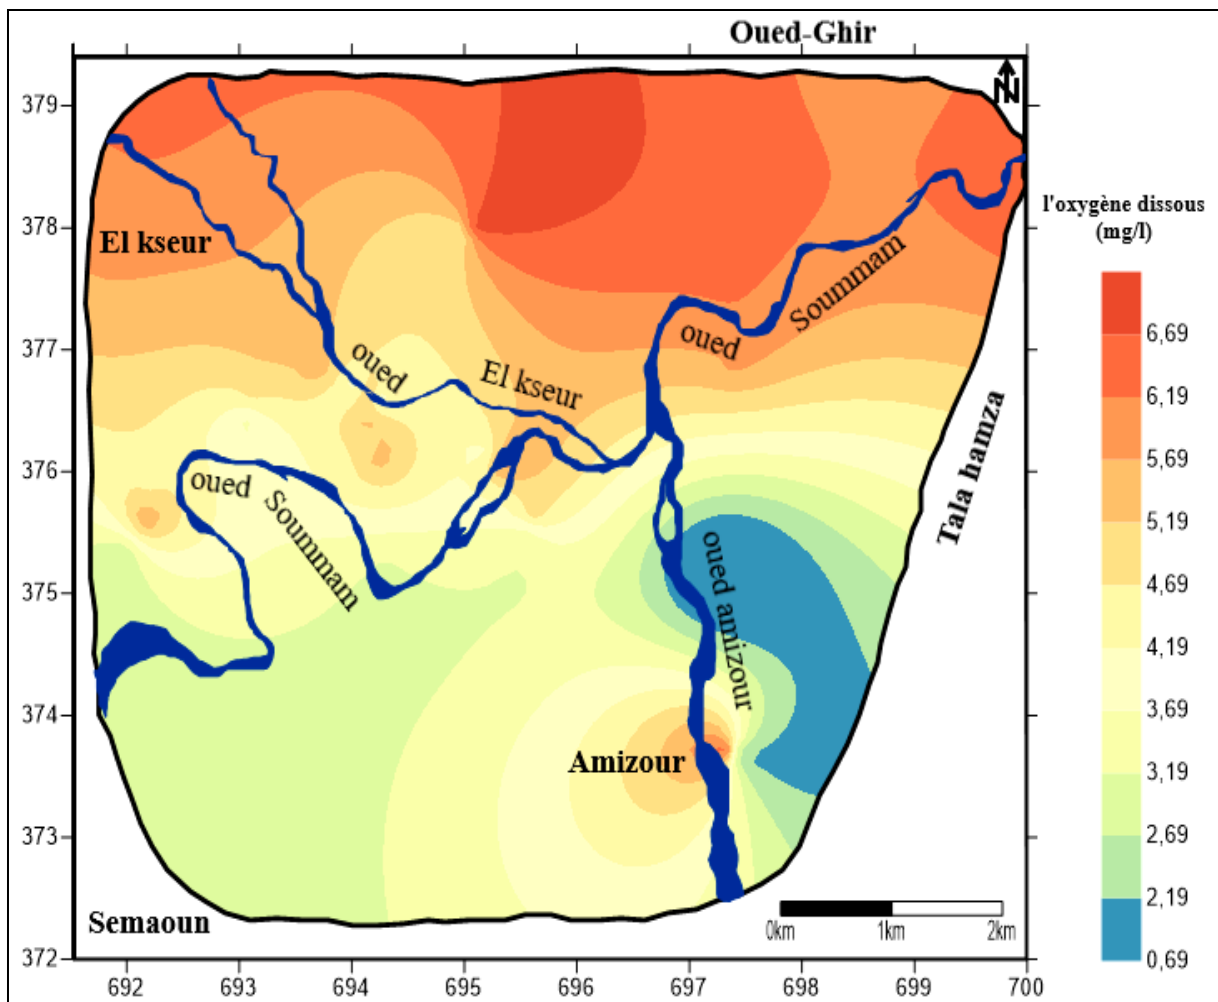 Oued-Ghir
N
379
378
377
376
375
374
373
372
El kseur
oued
El kseur
oued
Soummam
oued
Soummam
oued amizour
Tala hamza
Amizour
Semaoun
0km
1km
2km
692
693
694
695
696
697
698
699
700
l'oxygène dissous
(mg/l)
6,69
6,19
5,69
5,19
4,69
4,19
3,69
3,19
2,69
2,19
0,69